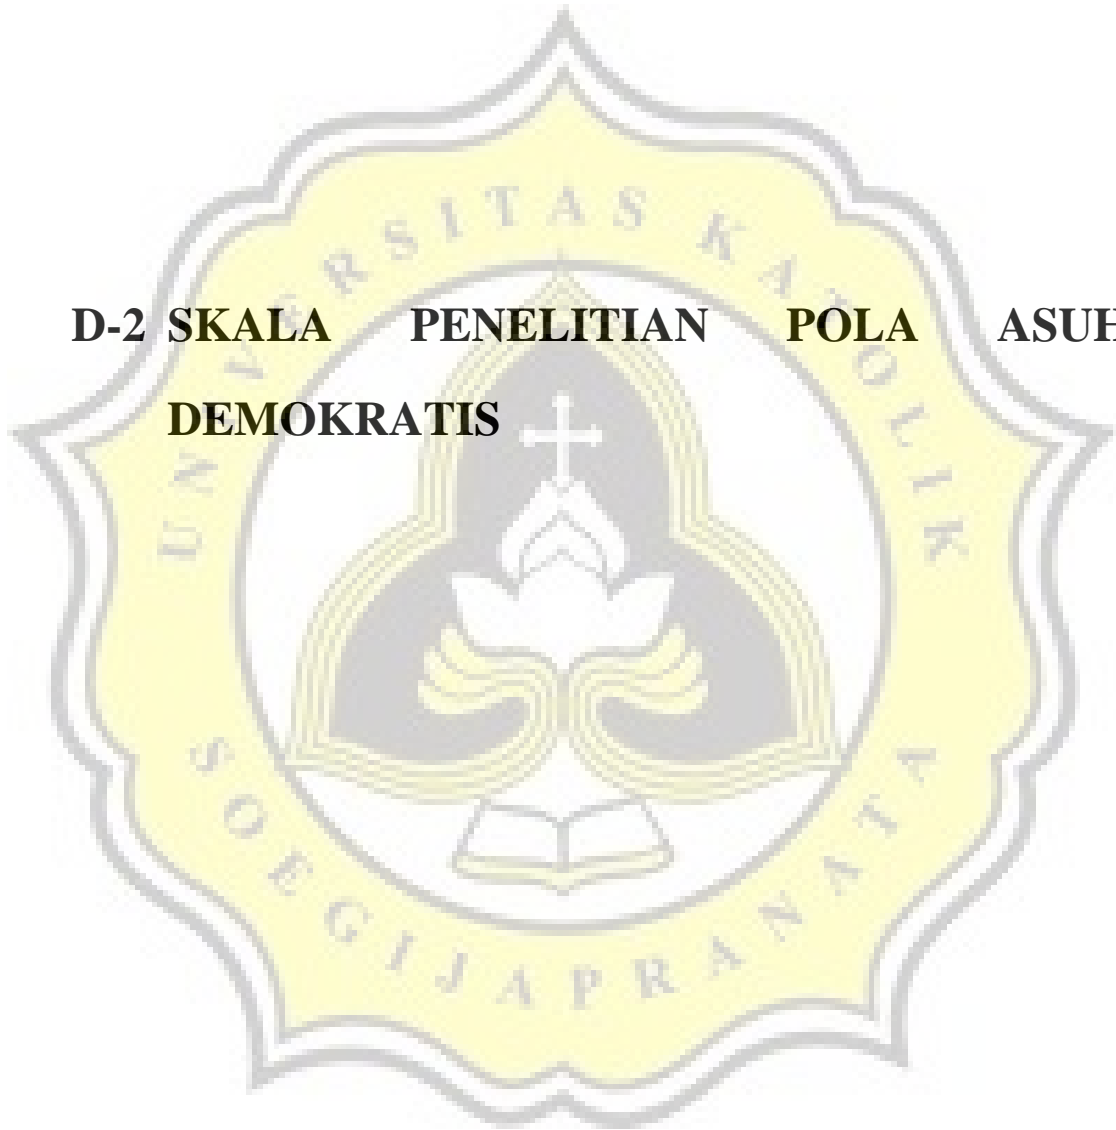 UNIVERSITAS KATOLIK
D-2 SKALA PENELITIAN POLA ASUH
DEMOKRATIS
SOEGIJAPRANATA